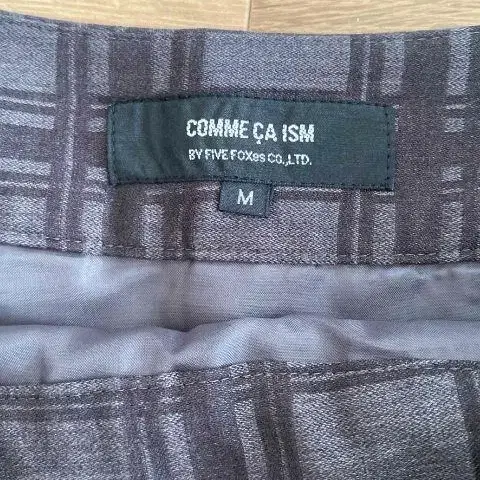 COMME ÇA ISM
BY FIVE FOXes CO.,LTD.
M